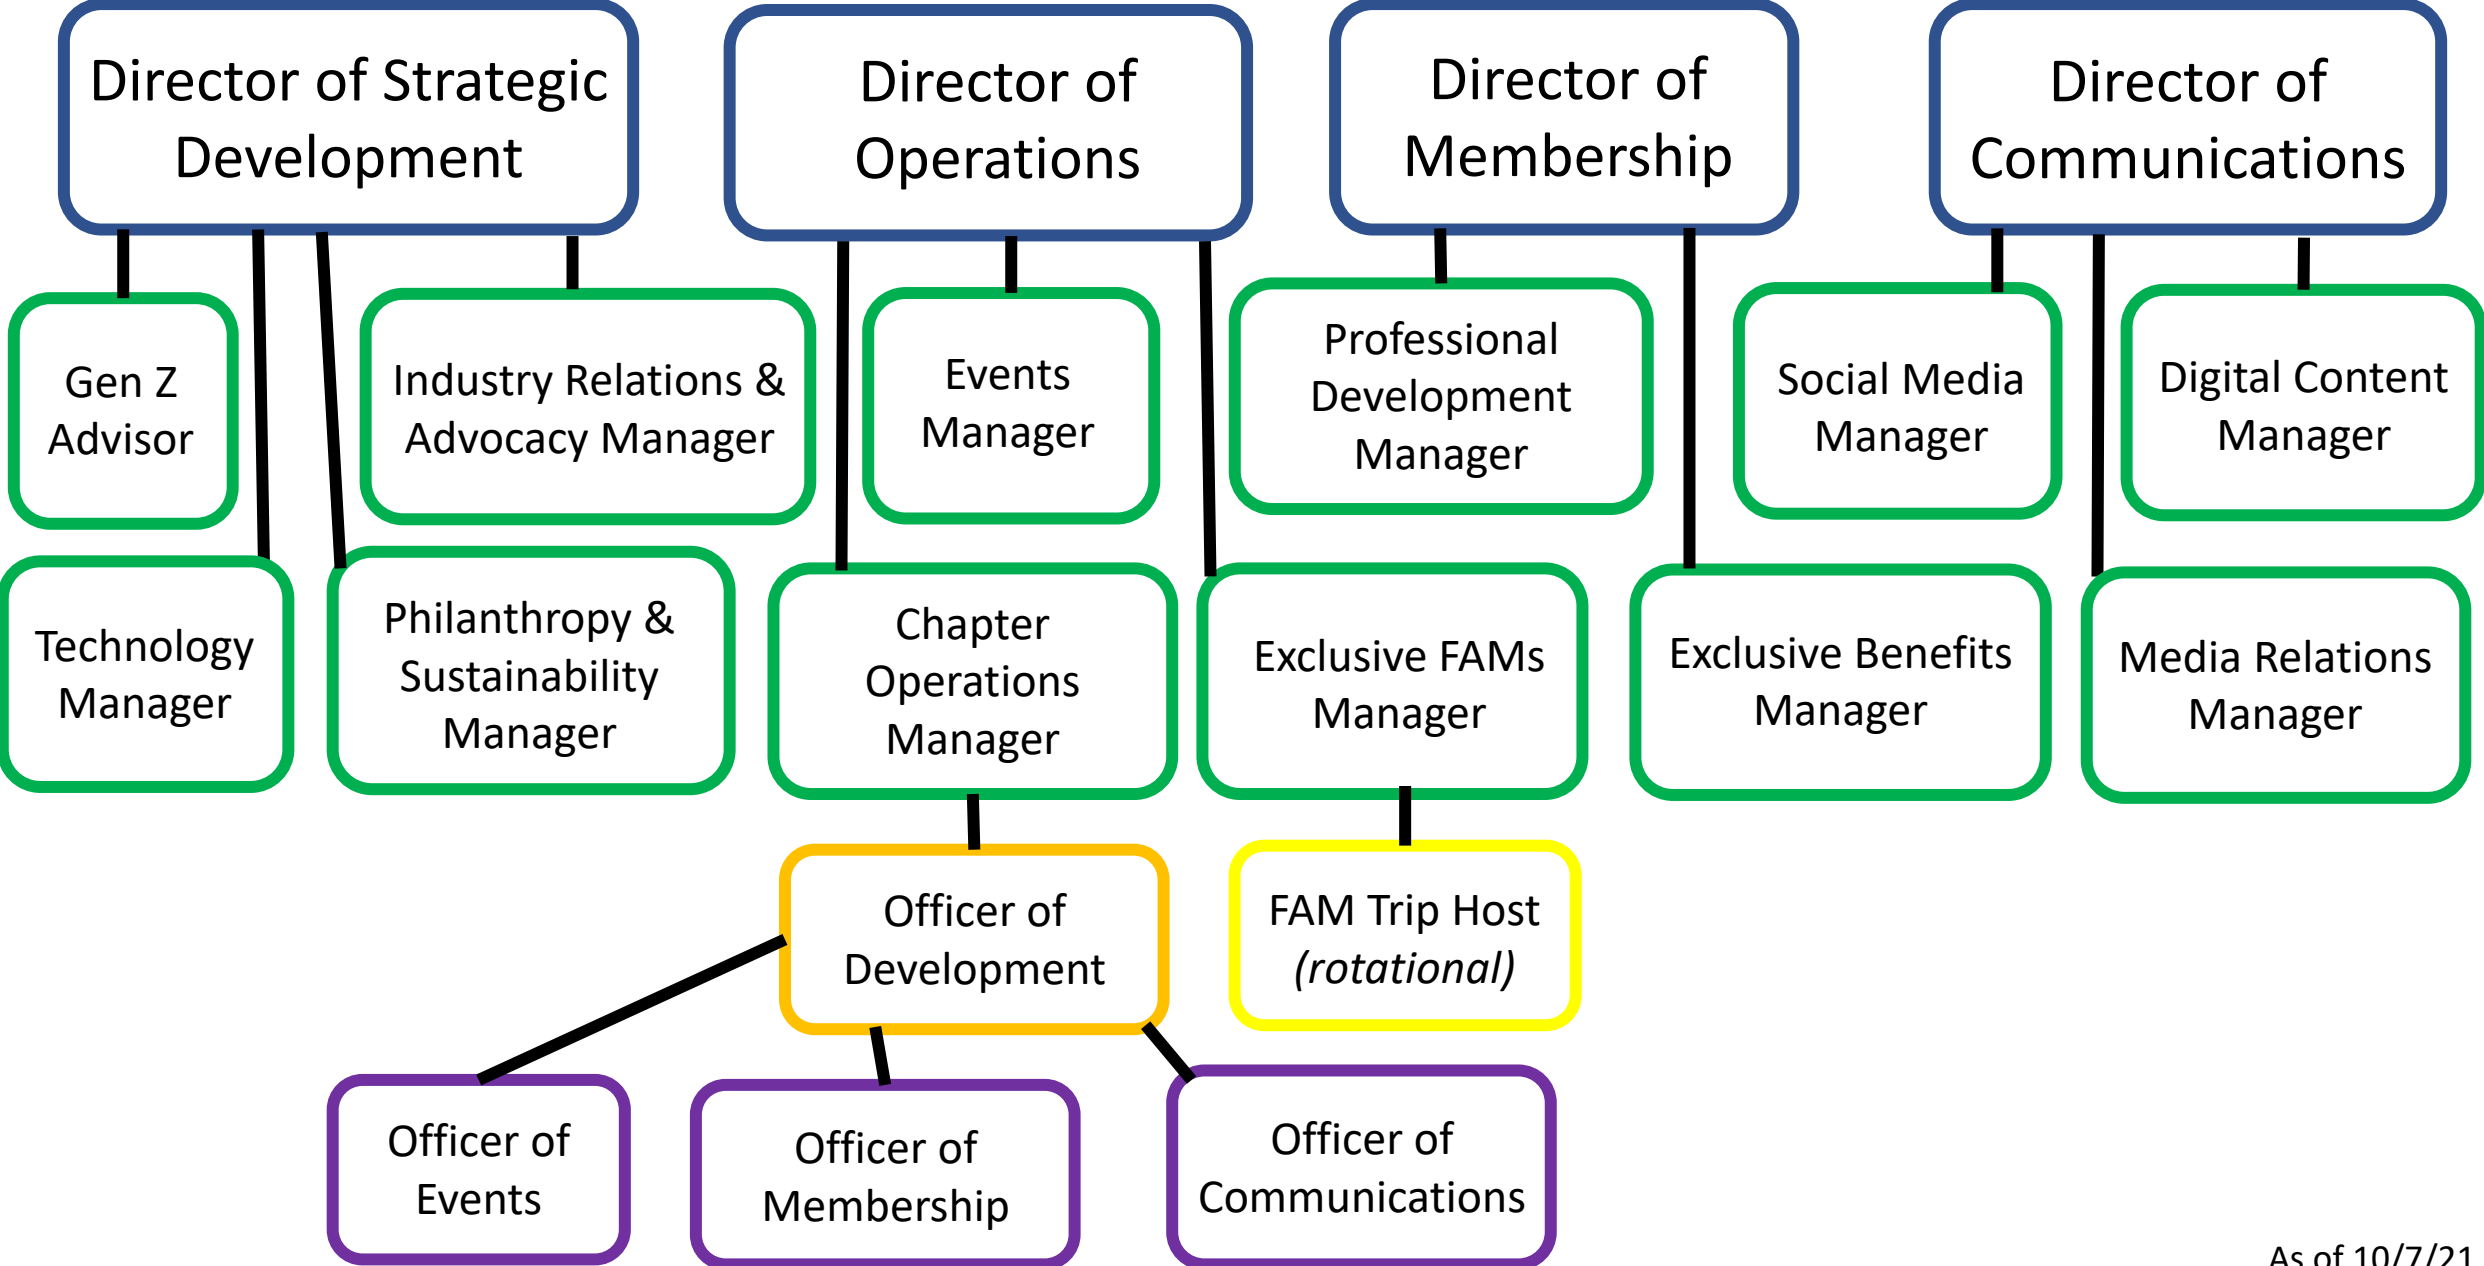 Director of Strategic
Development
Director of
Operations
Director of
Membership
Director of
Communications
Gen Z
Advisor
Industry Relations &
Advocacy Manager
Events
Manager
Professional
Development
Manager
Social Media
Manager
Digital Content
Manager
Technology
Manager
Philanthropy &
Sustainability
Manager
Chapter
Operations
Manager
Exclusive FAMs
Manager
Exclusive Benefits
Manager
Media Relations
Manager
Officer of
Development
FAM Trip Host
(rotational)
Officer of
Events
Officer of
Membership
Officer of
Communications
As of 10/7/21